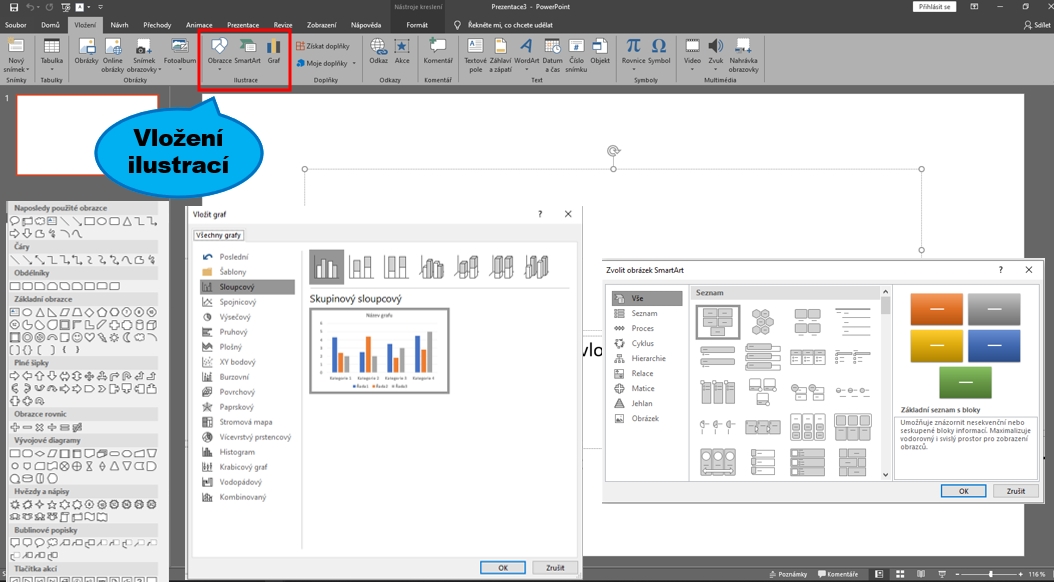 Nástroje kreslení
Prezentace3 - PowerPoint
Přihlásit se
Soubor Domů Vložení Návrh Přechody Animace Prezentace Revize Zobrazení Nápověda Formát Řekněte mi, co chcete udělat Sdílet
Nový snímek
Snímky
Tabulka
Tabulky
Obrázky
Online obrázky
Snímek obrazovky
Fotoalbum
Obrázky
Obrazce SmartArt Graf
Ilustrace
Získat doplňky
Moje doplňky
Doplňky
Odkaz Akce
Odkazy
Komentář
Komentář
Textové pole
Záhlaví a zápatí
WordArt
Datum a čas
Číslo snímku
Objekt
Text
Rovnice Symbol
Symboly
Video Zvuk
Nahrávka obrazovky
Multimédia
1
Vložení
ilustrací
Naposledy použité obrazce
Čáry
Obdélníky
Základní obrazce
Plné šipky
Obrazce rovnic
Vývojové diagramy
Hvězdy a nápisy
Bublinové popisky
Tlačítka akcí
Vložit graf
?
Všechny grafy
Poslední
Šablony
Sloupcový
Spojnicový
Výsečový
Pruhový
Plošný
XY bodový
Burzovní
Povrchový
Paprskový
Stromová mapa
Vícevrstvý prstencový
Histogram
Krabicový graf
Vodopádový
Kombinovaný
Skupinový sloupcový
Název grafu
6
5
4
3
2
1
0
Kategorie 1 Kategorie 2 Kategorie 3 Kategorie 4
Řada1 Řada2 Řada3
OK Zrušit
vlo
Zvolit obrázek SmartArt
?
Vše
Seznam
Proces
Cyklus
Hierarchie
Relace
Matice
Jehlan
Obrázek
Seznam
Základní seznam s bloky
Umožňuje znázornit nesekvenční nebo
seskupené bloky informací. Maximalizuje
vodorovný i svislý prostor pro zobrazení
obrazců.
OK Zrušit
Poznámky Komentáře 116 %